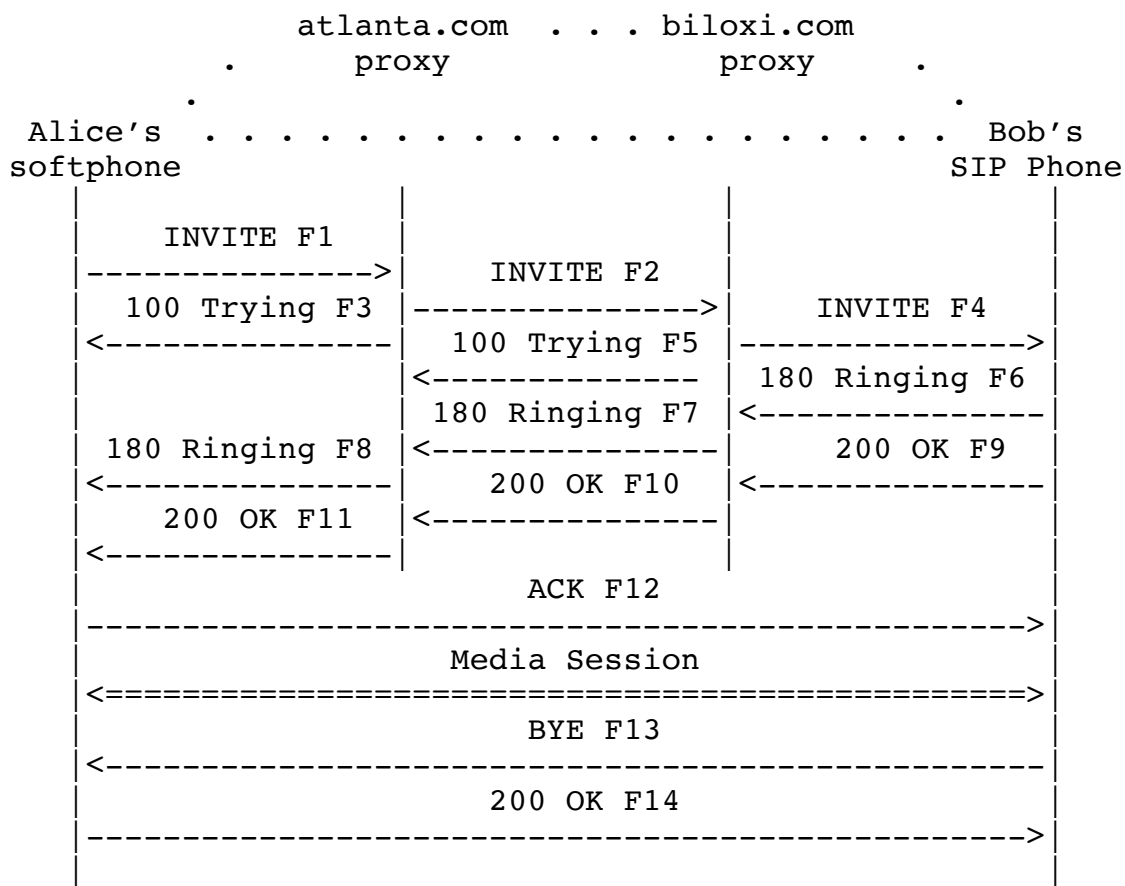 atlanta.com . . . biloxi.com
. proxy proxy .
. .
Alice's . . . . . . . . . . . . . . . . . . . . Bob's
softphone SIP Phone
| | | |
| INVITE F1 | | |
|--------------->| INVITE F2 | |
| 100 Trying F3 |--------------->| INVITE F4 |
|<---------------| 100 Trying F5 |--------------->|
| |<-------------- | 180 Ringing F6 |
| | 180 Ringing F7 |<---------------|
| 180 Ringing F8 |<---------------| 200 OK F9 |
|<---------------| 200 OK F10 |<---------------|
| 200 OK F11 |<---------------| |
|<---------------| | |
| ACK F12 |
|------------------------------------------------->|
| Media Session |
|<================================================>|
| BYE F13 |
|<-------------------------------------------------|
| 200 OK F14 |
|------------------------------------------------->|
| |